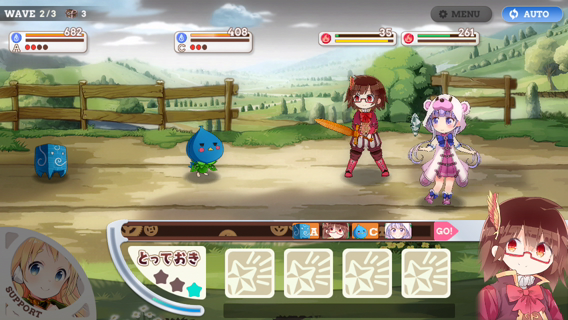 WAVE 2/3 3
MENU
AUTO
682
A
408
C
35
261
A
C
GO!
とっておき
SUPPORT